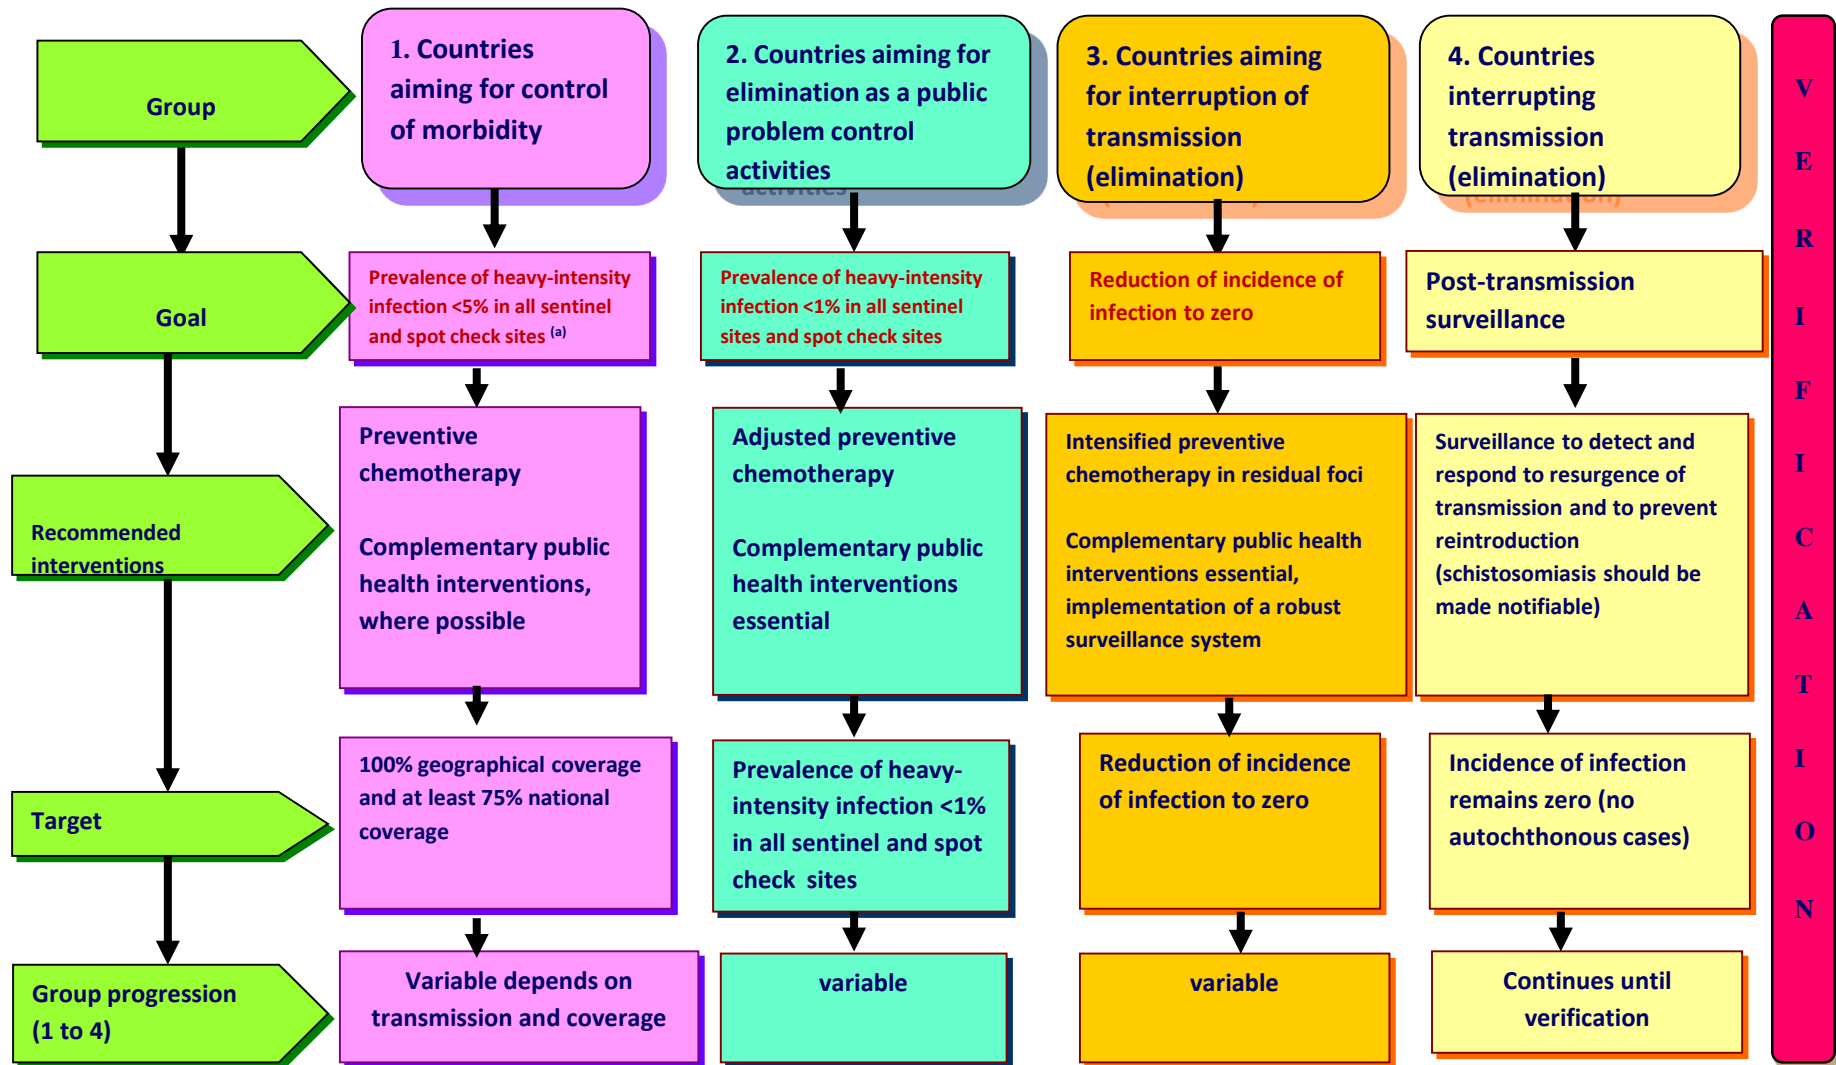 Group
1. Countries
aiming for control
of morbidity
2. Countries aiming for
elimination as a public
problem control
activities
3. Countries aiming
for interruption of
transmission
(elimination)
4. Countries
interrupting
transmission
(elimination)
Goal
Prevalence of heavy-intensity
infection <5% in all sentinel
and spot check sites (a)
Prevalence of heavy-intensity
infection <1% in all sentinel
sites and spot check sites
Reduction of incidence of
infection to zero
Post-transmission
surveillance
Recommended
interventions
Preventive
chemotherapy
Complementary public
health interventions,
where possible
Adjusted preventive
chemotherapy
Complementary public
health interventions
essential
Intensified preventive
chemotherapy in residual foci
Complementary public health
interventions essential,
implementation of a robust
surveillance system
Surveillance to detect and
respond to resurgence of
transmission and to prevent
reintroduction
(schistosomiasis should be
made notifiable)
Target
100% geographical coverage
and at least 75% national
coverage
Prevalence of heavy-
intensity infection <1%
in all sentinel and spot
check sites
Reduction of incidence
of infection to zero
Incidence of infection
remains zero (no
autochthonous cases)
Group progression
(1 to 4)
Variable depends on
transmission and coverage
variable
variable
Continues until
verification
V
E
R
I
F
I
C
A
T
I
O
N